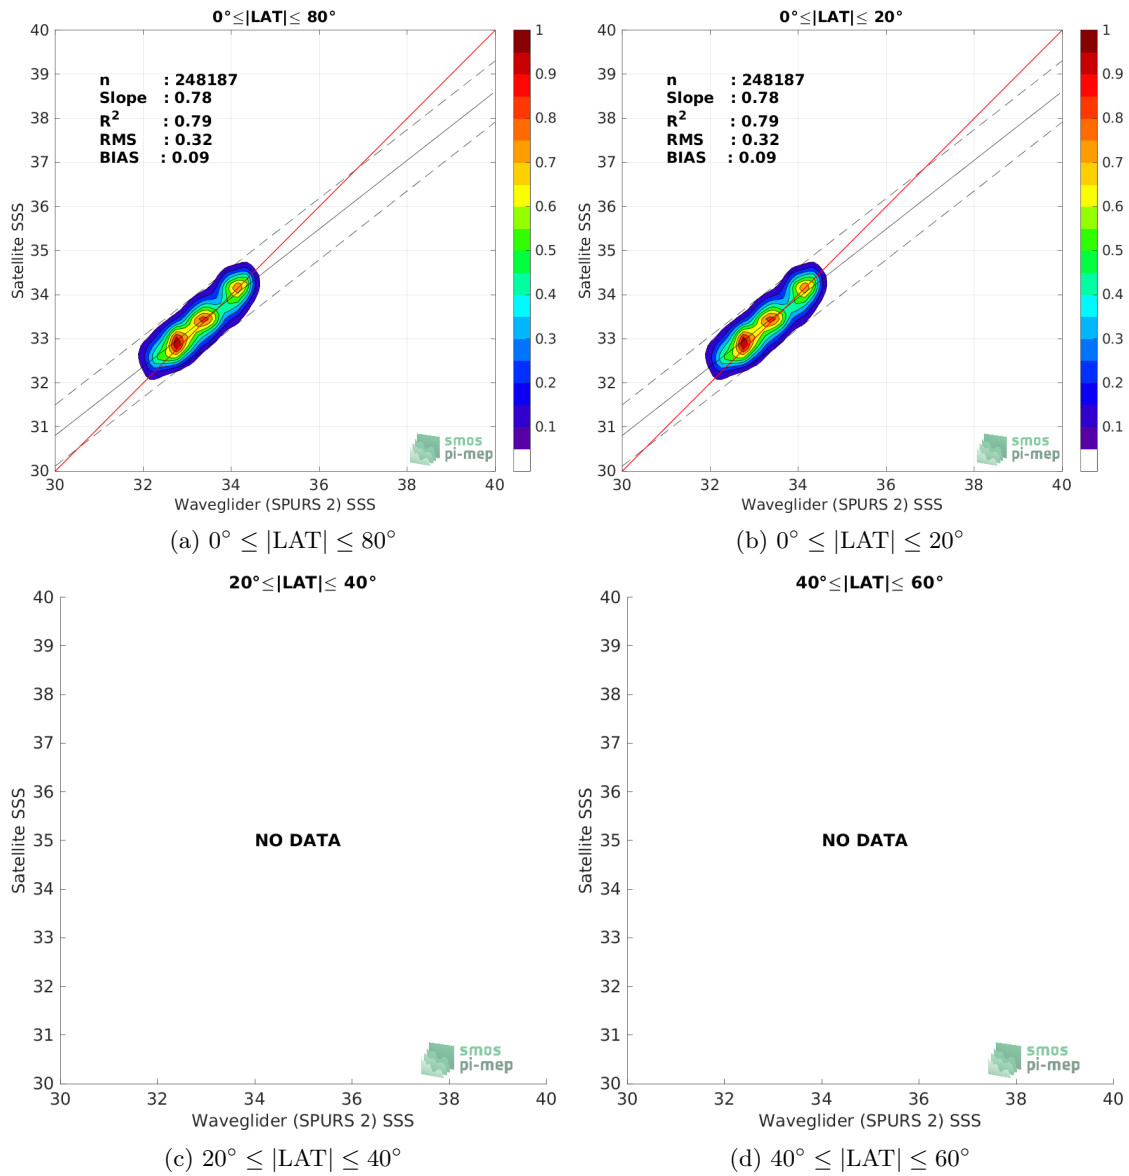 0°≤|LAT|≤ 80°
40
39
38
37
36
35
34
33
32
31
30
n : 248187
Slope : 0.78
R² : 0.79
RMS : 0.32
BIAS : 0.09
1
0.9
0.8
0.7
0.6
0.5
0.4
0.3
0.2
0.1
smos
pi-mep
30 32 34 36 38 40
Satellite SSS
Waveglider (SPURS 2) SSS
(a) 0° ≤ |LAT| ≤ 80°
0°≤|LAT|≤ 20°
40
39
38
37
36
35
34
33
32
31
30
n : 248187
Slope : 0.78
R² : 0.79
RMS : 0.32
BIAS : 0.09
1
0.9
0.8
0.7
0.6
0.5
0.4
0.3
0.2
0.1
smos
pi-mep
30 32 34 36 38 40
Satellite SSS
Waveglider (SPURS 2) SSS
(b) 0° ≤ |LAT| ≤ 20°
20°≤|LAT|≤ 40°
40
39
38
37
36
35
34
33
32
31
30
NO DATA
smos
pi-mep
30 32 34 36 38 40
Satellite SSS
Waveglider (SPURS 2) SSS
(c) 20° ≤ |LAT| ≤ 40°
40°≤|LAT|≤ 60°
40
39
38
37
36
35
34
33
32
31
30
NO DATA
smos
pi-mep
30 32 34 36 38 40
Satellite SSS
Waveglider (SPURS 2) SSS
(d) 40° ≤ |LAT| ≤ 60°